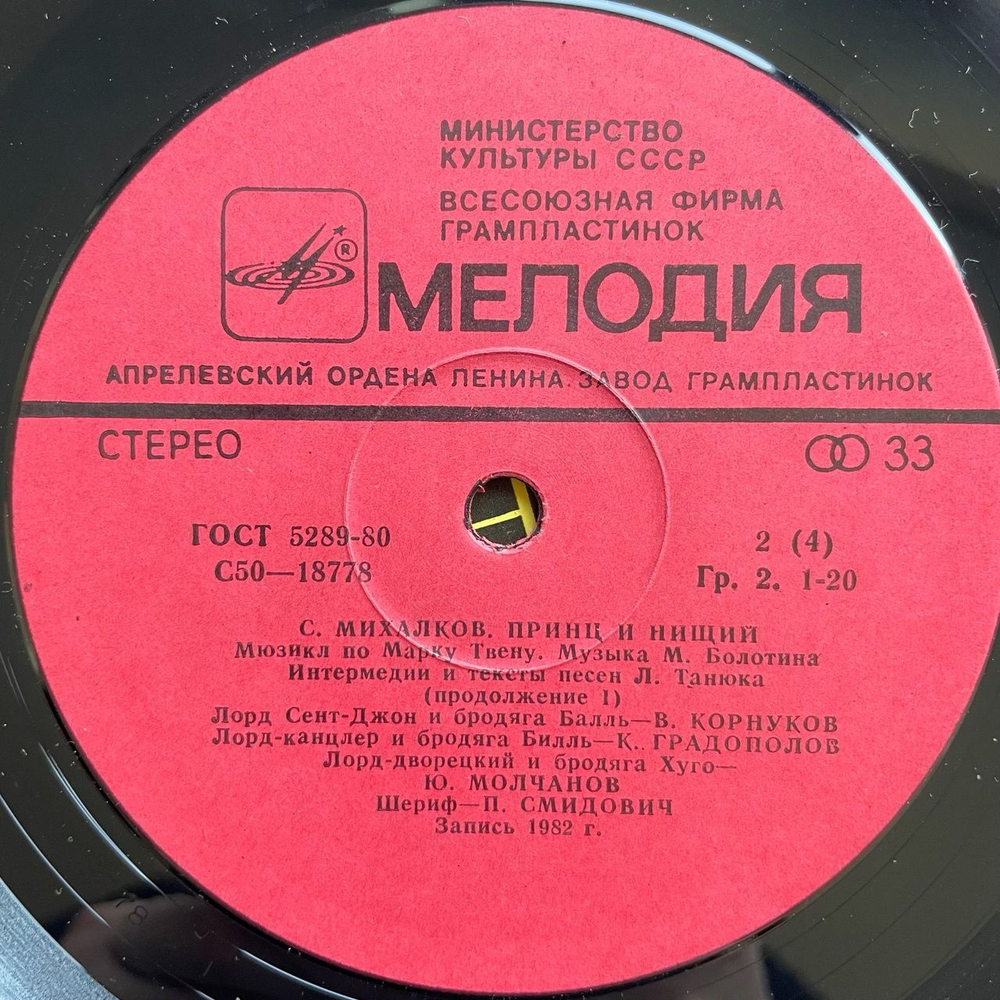 МИНИСТЕРСТВО
КУЛЬТУРЫ СССР
ВСЕСОЮЗНАЯ ФИРМА
ГРАМПЛАСТИНОК
®
МЕЛОДИЯ
АПРЕЛЕВСКИЙ ОРДЕНА ЛЕНИНА ЗАВОД ГРАМПЛАСТИНОК
СТЕРЕО
33
ГОСТ 5289-80
2 (4)
С50—18778
Гр. 2. 1-20
С. МИХАЛКОВ. ПРИНЦ И НИЩИЙ
Мюзикл по Марку Твену. Музыка М. Болотина
Интермедии и тексты песен Л. Танюка
(продолжение 1)
Лорд Сент-Джон и бродяга Балль—В. КОРНУКОВ
Лорд-канцлер и бродяга Билль—К. ГРАДОПОЛОВ
Лорд-дворецкий и бродяга Хуго—
Ю. МОЛЧАНОВ
Шериф—П. СМИДОВИЧ
Запись 1982 г.